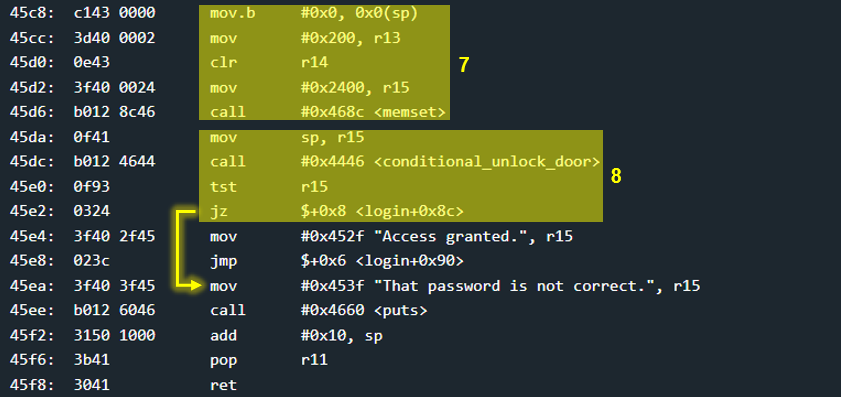 45c8: c143 0000 mov.b #0x0, 0x0(sp)
45cc: 3d40 0002 mov #0x200, r13
45d0: 0e43 clr r14
7
45d2: 3f40 0024 mov #0x2400, r15
45d6: b012 8c46 call #0x468c <memset>
45da: 0f41 mov sp, r15
45dc: b012 4644 call #0x4446 <conditional_unlock_door>
8
45e0: 0f93 tst r15
45e2: 0324 jz $+0x8 <login+0x8c>
45e4: 3f40 2f45 mov #0x452f "Access granted.", r15
45e8: 023c jmp $+0x6 <login+0x90>
45ea: 3f40 3f45 mov #0x453f "That password is not correct.", r15
45ee: b012 6046 call #0x4660 <puts>
45f2: 3150 1000 add #0x10, sp
45f6: 3b41 pop r11
45f8: 3041 ret